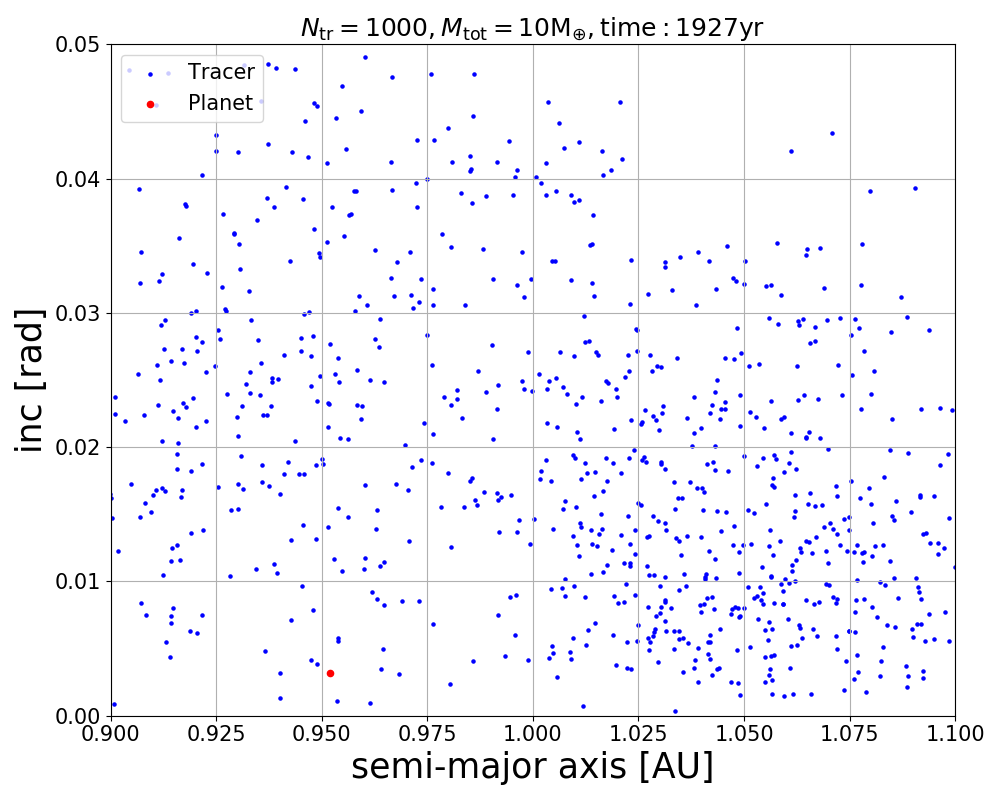 N_tr = 1000, M_tot = 10M_⊕, time : 1927yr
Tracer
Planet
inc [rad]
0.05
0.04
0.03
0.02
0.01
0.00
0.900 0.925 0.950 0.975 1.000 1.025 1.050 1.075 1.100
semi-major axis [AU]